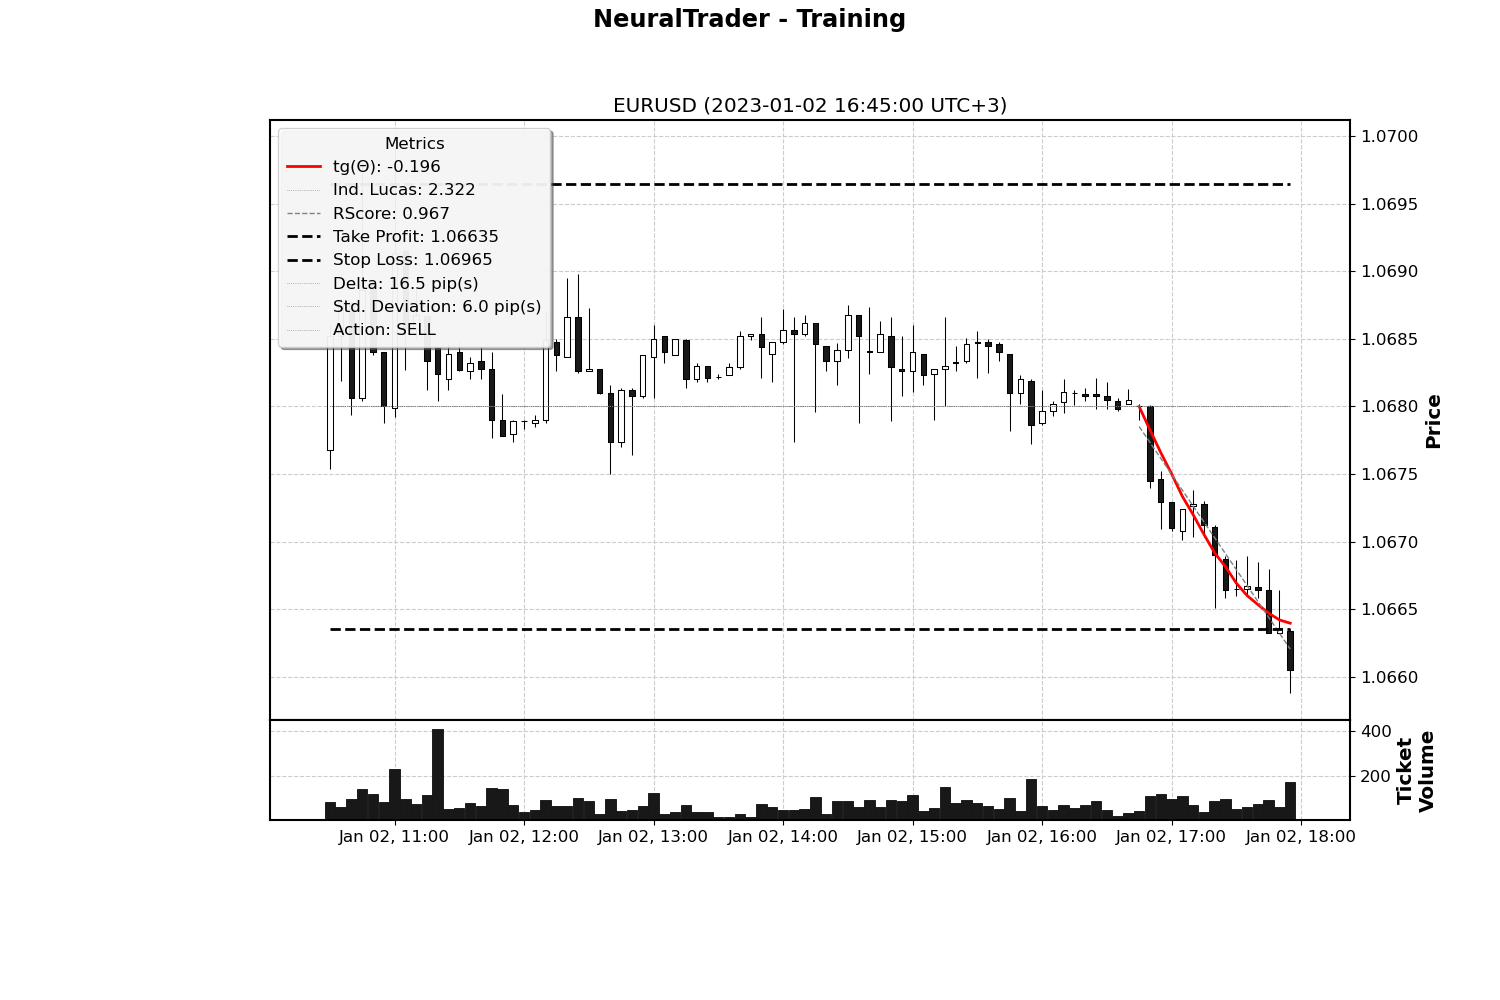 NeuralTrader - Training
EURUSD (2023-01-02 16:45:00 UTC+3)
Metrics
tg(Θ): -0.196
Ind. Lucas: 2.322
RScore: 0.967
Take Profit: 1.06635
Stop Loss: 1.06965
Delta: 16.5 pip(s)
Std. Deviation: 6.0 pip(s)
Action: SELL
1.0700
1.0695
1.0690
1.0685
1.0680
1.0675
1.0670
1.0665
1.0660
Price
400
200
Ticket
Volume
Jan 02, 11:00
Jan 02, 12:00
Jan 02, 13:00
Jan 02, 14:00
Jan 02, 15:00
Jan 02, 16:00
Jan 02, 17:00
Jan 02, 18:00